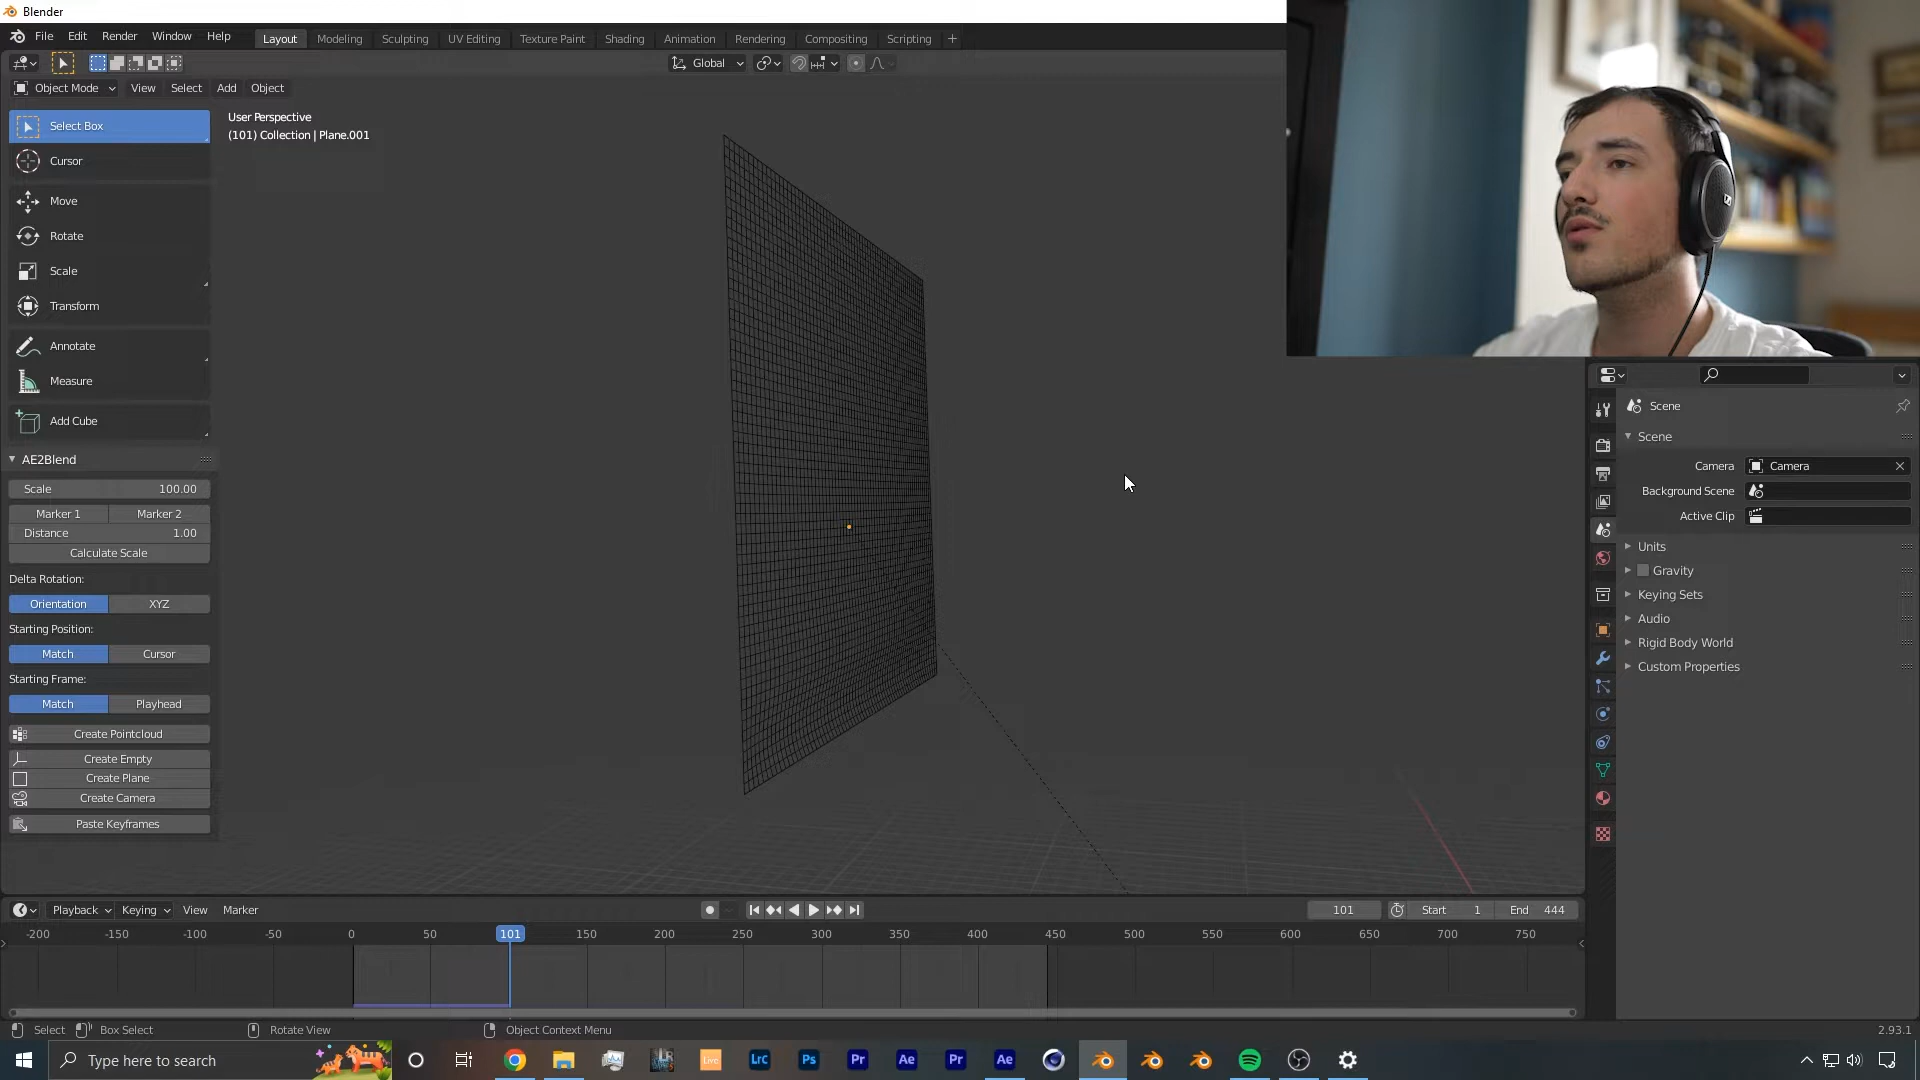 Blender
File Edit Render Window Help
Layout Modeling Sculpting UV Editing Texture Paint Shading Animation Rendering Compositing Scripting +
Global
Object Mode View Select Add Object
Select Box
Cursor
Move
Rotate
Scale
Transform
Annotate
Measure
Add Cube
User Perspective
(101) Collection | Plane.001
AE2Blend
Scale 100.00
Marker 1 Marker 2
Distance 1.00
Calculate Scale
Delta Rotation:
Orientation XYZ
Starting Position:
Match Cursor
Starting Frame:
Match Playhead
Create Pointcloud
Create Empty
Create Plane
Create Camera
Paste Keyframes
Scene
Scene
Camera Camera
Background Scene
Active Clip
Units
Gravity
Keying Sets
Audio
Rigid Body World
Custom Properties
Playback Keying View Marker
101 Start 1 End 444
-200 -150 -100 -50 0 50 101 150 200 250 300 350 400 450 500 550 600 650 700 750
Select Box Select Rotate View Object Context Menu 2.93.1
Type here to search
Live LrC Ps Pr Ae Pr Ae